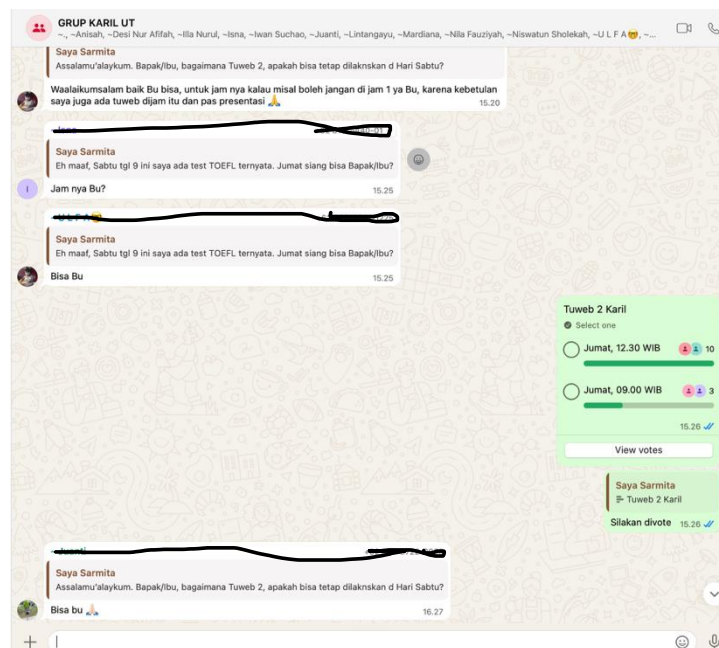 GRUP KARIL UT
~., ~Anisah, ~Desi Nur Afifah, ~Illa Nurul, ~Isna, ~Iwan Suchao, ~Juanti, ~Lintangayu, ~Mardiana, ~Nila Fauziyah, ~Niswatun Sholekah, ~U L F A🤓, ~...
Saya Sarmita
Assalamu'alaykum. Bapak/Ibu, bagaimana Tuweb 2, apakah bisa tetap dilaknskan d Hari Sabtu?
Waalaikumsalam baik Bu bisa, untuk jam nya kalau misal boleh jangan di jam 1 ya Bu, karena kebetulan
saya juga ada tuweb dijam itu dan pas presentasi 🙏
15.20
Saya Sarmita
Eh maaf, Sabtu tgl 9 ini saya ada test TOEFL ternyata. Jumat siang bisa Bapak/Ibu?
I
Jam nya Bu?
15.25
Saya Sarmita
Eh maaf, Sabtu tgl 9 ini saya ada test TOEFL ternyata. Jumat siang bisa Bapak/Ibu?
Bisa Bu
15.25
Tuweb 2 Karil
Select one
Jumat, 12.30 WIB 10
Jumat, 09.00 WIB 3
15.26
View votes
Saya Sarmita
Tuweb 2 Karil
Silakan divote 15.26
Saya Sarmita
Assalamu'alaykum. Bapak/Ibu, bagaimana Tuweb 2, apakah bisa tetap dilaknskan d Hari Sabtu?
Bisa bu 🙏🏻
16.27